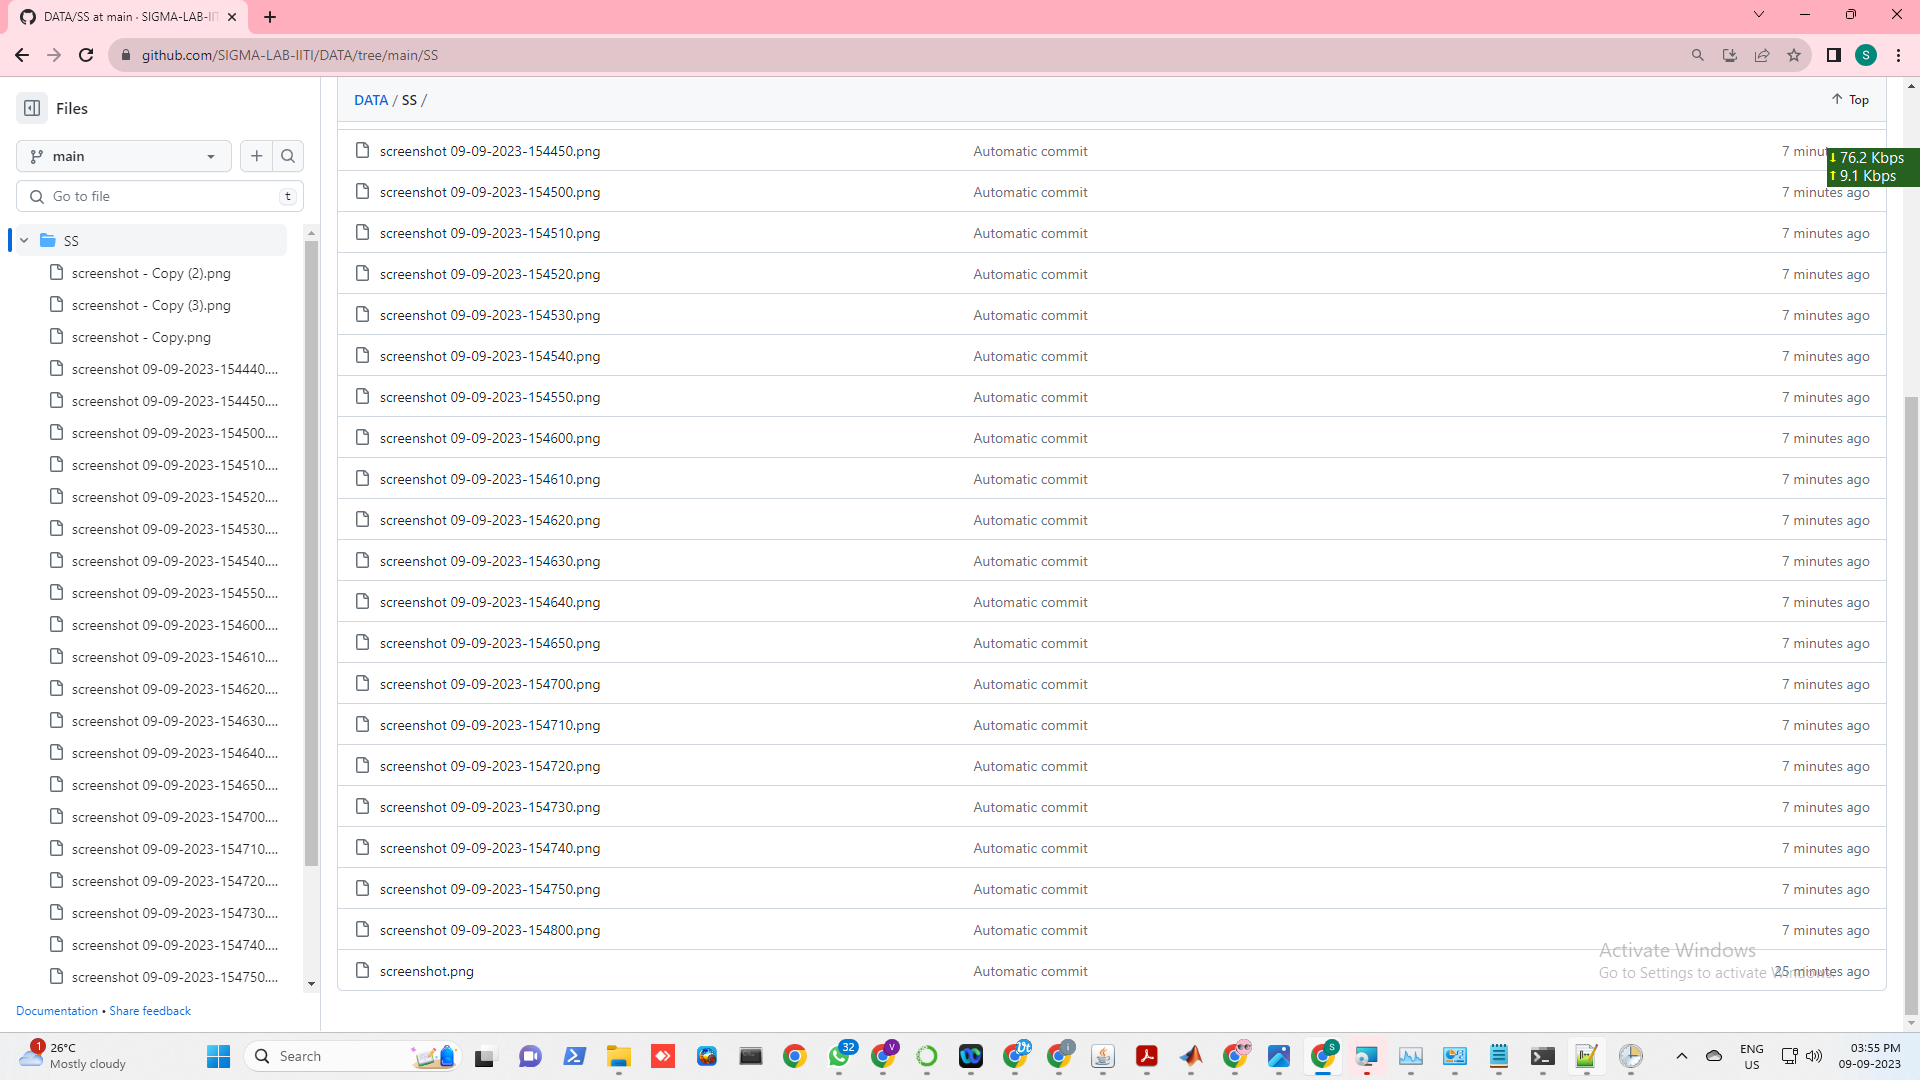 DATA/SS at main · SIGMA-LAB-IIT
github.com/SIGMA-LAB-IITI/DATA/tree/main/SS
S
Files
main
Go to file
t
SS
screenshot - Copy (2).png
screenshot - Copy (3).png
screenshot - Copy.png
screenshot 09-09-2023-154440....
screenshot 09-09-2023-154450....
screenshot 09-09-2023-154500....
screenshot 09-09-2023-154510....
screenshot 09-09-2023-154520....
screenshot 09-09-2023-154530....
screenshot 09-09-2023-154540....
screenshot 09-09-2023-154550....
screenshot 09-09-2023-154600....
screenshot 09-09-2023-154610....
screenshot 09-09-2023-154620....
screenshot 09-09-2023-154630....
screenshot 09-09-2023-154640....
screenshot 09-09-2023-154650....
screenshot 09-09-2023-154700....
screenshot 09-09-2023-154710....
screenshot 09-09-2023-154720....
screenshot 09-09-2023-154730....
screenshot 09-09-2023-154740....
screenshot 09-09-2023-154750....
Documentation • Share feedback
DATA / SS / Top
screenshot 09-09-2023-154450.png Automatic commit 7
76.2 Kbps
9.1 Kbps
screenshot 09-09-2023-154500.png Automatic commit 7 minutes ago
screenshot 09-09-2023-154510.png Automatic commit 7 minutes ago
screenshot 09-09-2023-154520.png Automatic commit 7 minutes ago
screenshot 09-09-2023-154530.png Automatic commit 7 minutes ago
screenshot 09-09-2023-154540.png Automatic commit 7 minutes ago
screenshot 09-09-2023-154550.png Automatic commit 7 minutes ago
screenshot 09-09-2023-154600.png Automatic commit 7 minutes ago
screenshot 09-09-2023-154610.png Automatic commit 7 minutes ago
screenshot 09-09-2023-154620.png Automatic commit 7 minutes ago
screenshot 09-09-2023-154630.png Automatic commit 7 minutes ago
screenshot 09-09-2023-154640.png Automatic commit 7 minutes ago
screenshot 09-09-2023-154650.png Automatic commit 7 minutes ago
screenshot 09-09-2023-154700.png Automatic commit 7 minutes ago
screenshot 09-09-2023-154710.png Automatic commit 7 minutes ago
screenshot 09-09-2023-154720.png Automatic commit 7 minutes ago
screenshot 09-09-2023-154730.png Automatic commit 7 minutes ago
screenshot 09-09-2023-154740.png Automatic commit 7 minutes ago
screenshot 09-09-2023-154750.png Automatic commit 7 minutes ago
screenshot 09-09-2023-154800.png Automatic commit 7 minutes ago
screenshot.png Automatic commit 25 minutes ago
Activate Windows
Go to Settings to activate Windows.
1
26°C
Mostly cloudy
Search
32
V
S
ENG
US
03:55 PM
09-09-2023